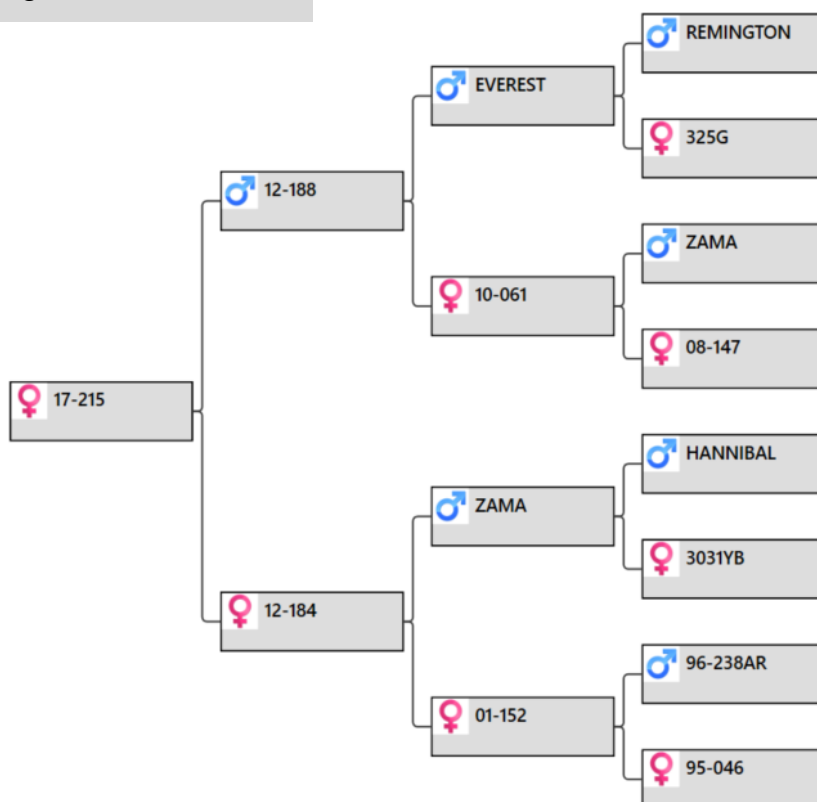 REMINGTON
EVEREST
325G
12-188
ZAMA
10-061
08-147
17-215
HANNIBAL
ZAMA
3031YB
12-184
96-238AR
01-152
95-046